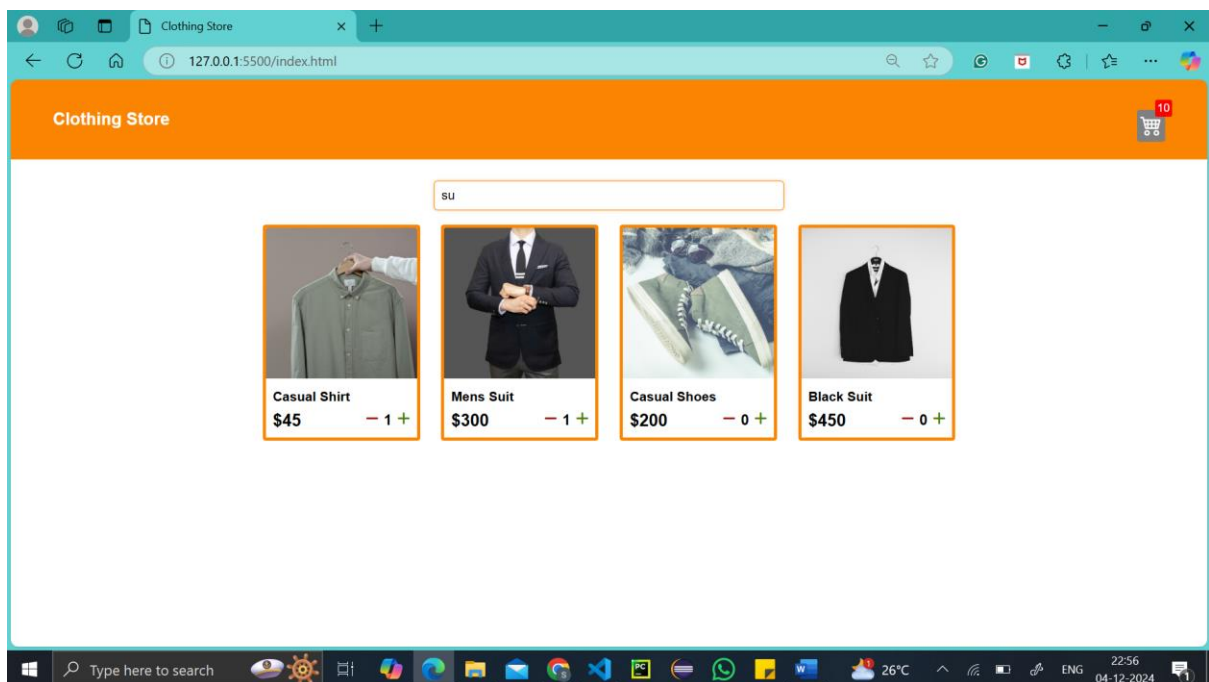 Clothing Store
127.0.0.1:5500/index.html
Clothing Store
10
su
Casual Shirt
$45 − 1 +
Mens Suit
$300 − 1 +
Casual Shoes
$200 − 0 +
Black Suit
$450 − 0 +
Type here to search
PC
W
26°C
ENG
22:56
04-12-2024
1